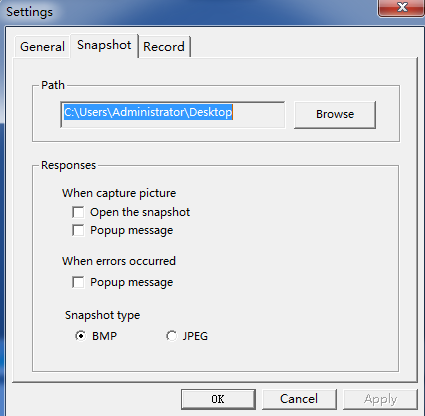 Settings
General Snapshot Record
Path
C:\Users\Administrator\Desktop Browse
Responses
When capture picture
Open the snapshot
Popup message
When errors occurred
Popup message
Snapshot type
BMP JPEG
OK Cancel Apply